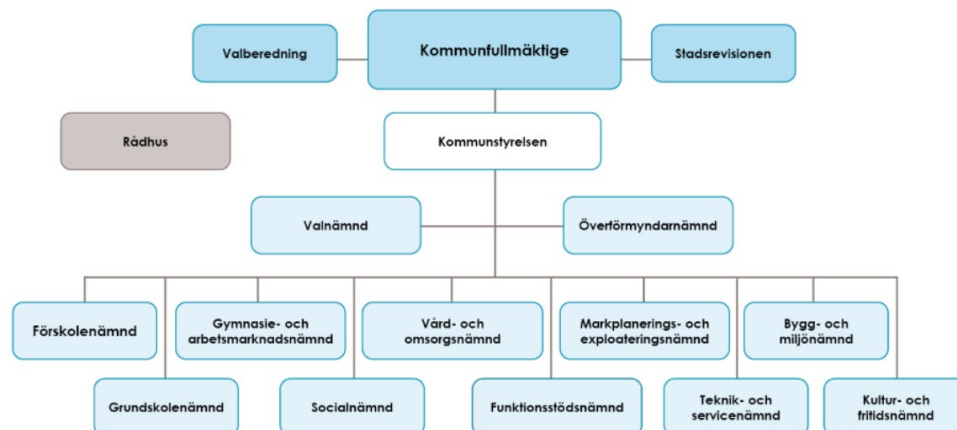 Valberedning
Kommunfullmäktige
Stadsrevisionen
Rådhus
Kommunstyrelsen
Valnämnd
Överförmyndarnämnd
Förskolenämnd
Gymnasie- och
arbetsmarknadsnämnd
Vård- och
omsorgsnämnd
Markplanerings- och
exploateringsnämnd
Bygg- och
miljönämnd
Grundskolenämnd
Socialnämnd
Funktionsstödsnämnd
Teknik- och
servicenämnd
Kultur- och
fritidsnämnd